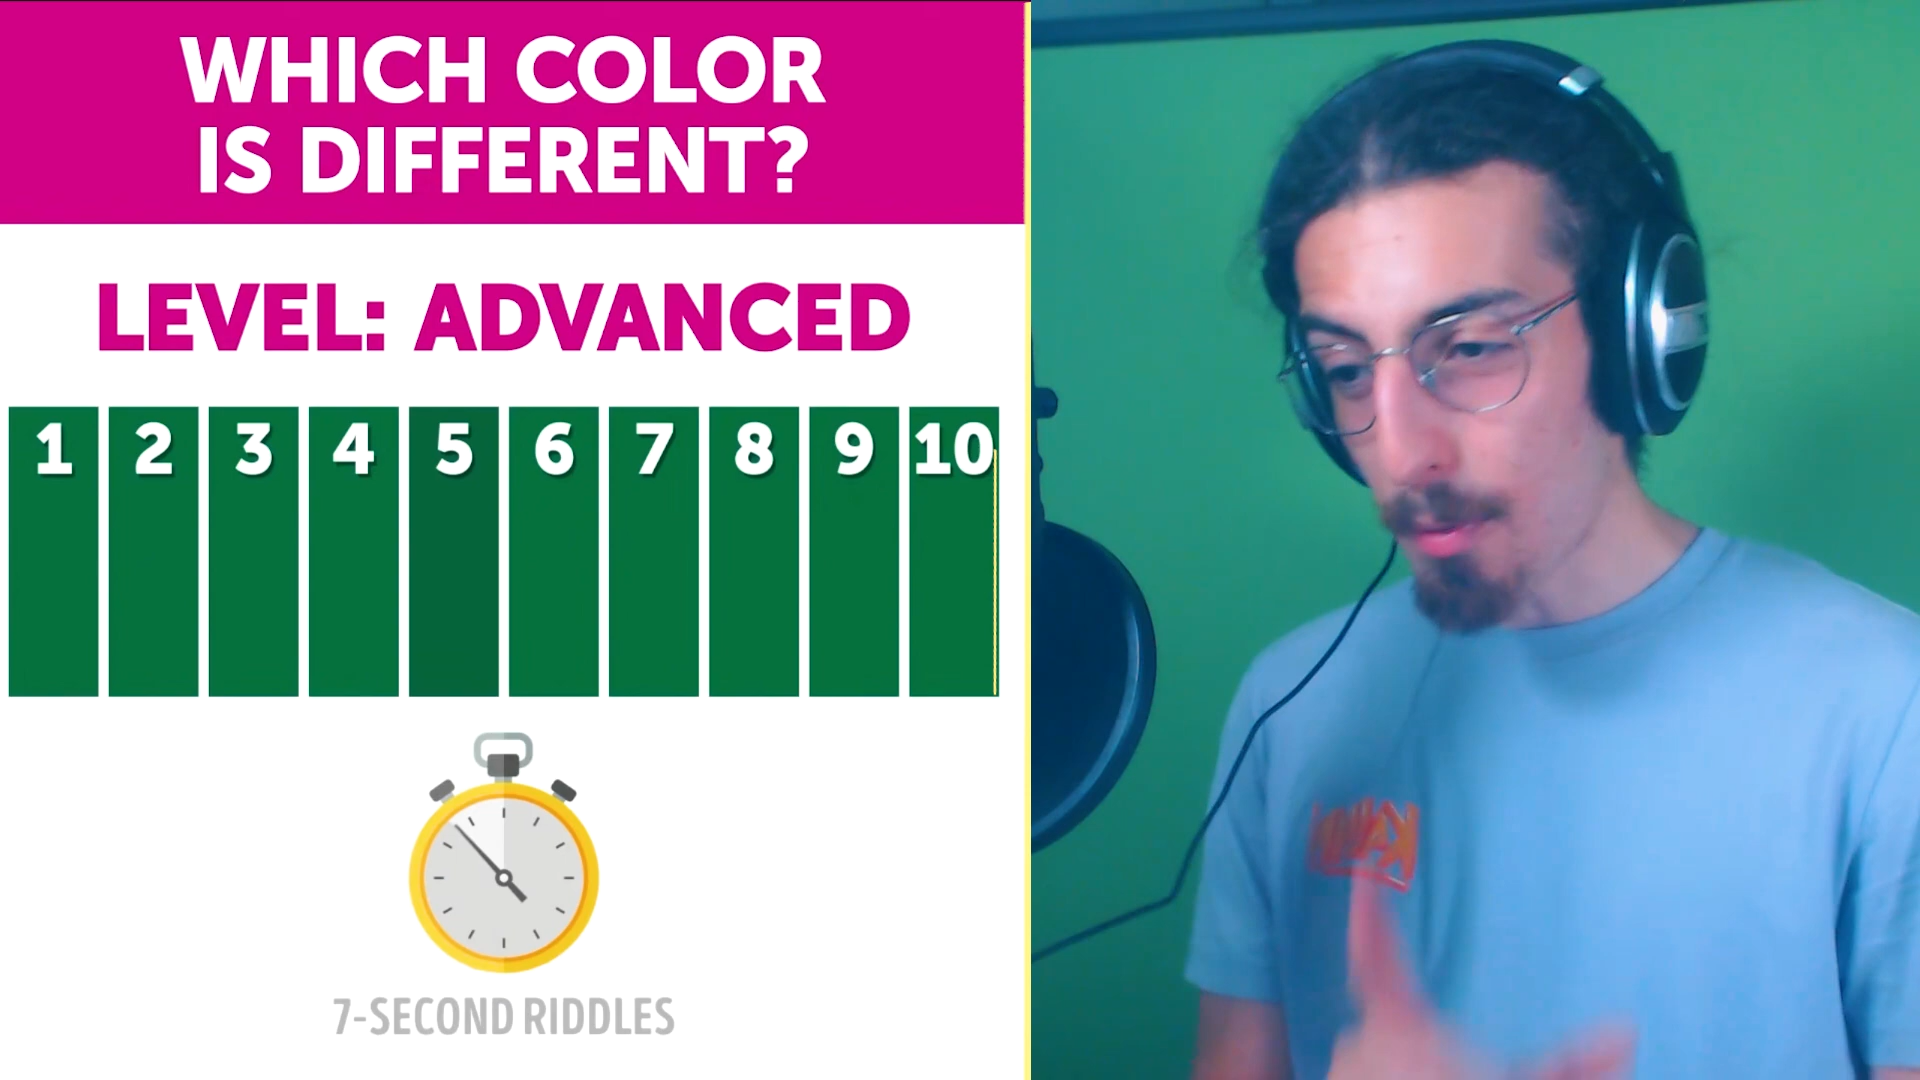 WHICH COLOR
IS DIFFERENT?
LEVEL: ADVANCED
1 2 3 4 5 6 7 8 9 10
7-SECOND RIDDLES